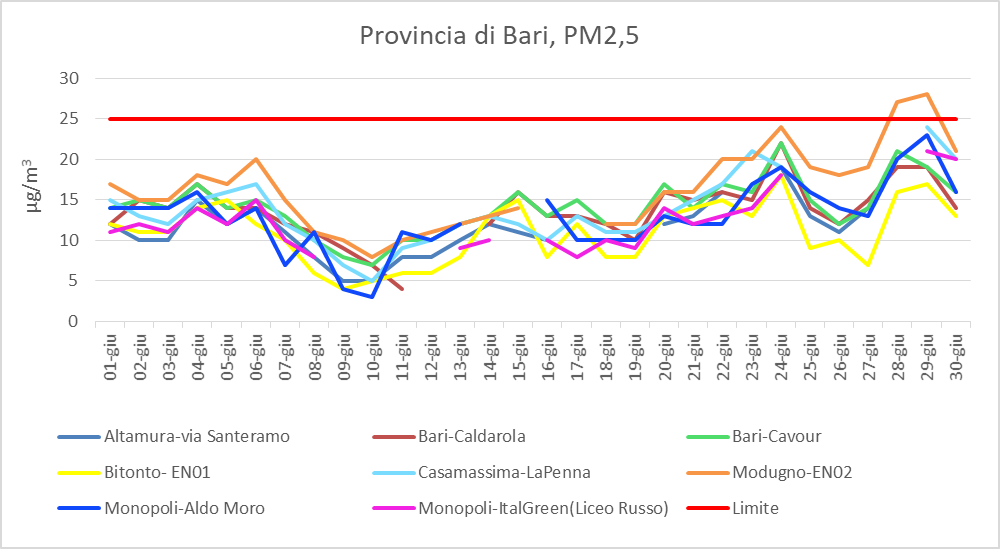 Provincia di Bari, PM2,5
µg/m³
30
25
20
15
10
5
0
01-giu
02-giu
03-giu
04-giu
05-giu
06-giu
07-giu
08-giu
09-giu
10-giu
11-giu
12-giu
13-giu
14-giu
15-giu
16-giu
17-giu
18-giu
19-giu
20-giu
21-giu
22-giu
23-giu
24-giu
25-giu
26-giu
27-giu
28-giu
29-giu
30-giu
Altamura-via Santeramo
Bari-Caldarola
Bari-Cavour
Bitonto- EN01
Casamassima-LaPenna
Modugno-EN02
Monopoli-Aldo Moro
Monopoli-ItalGreen(Liceo Russo)
Limite